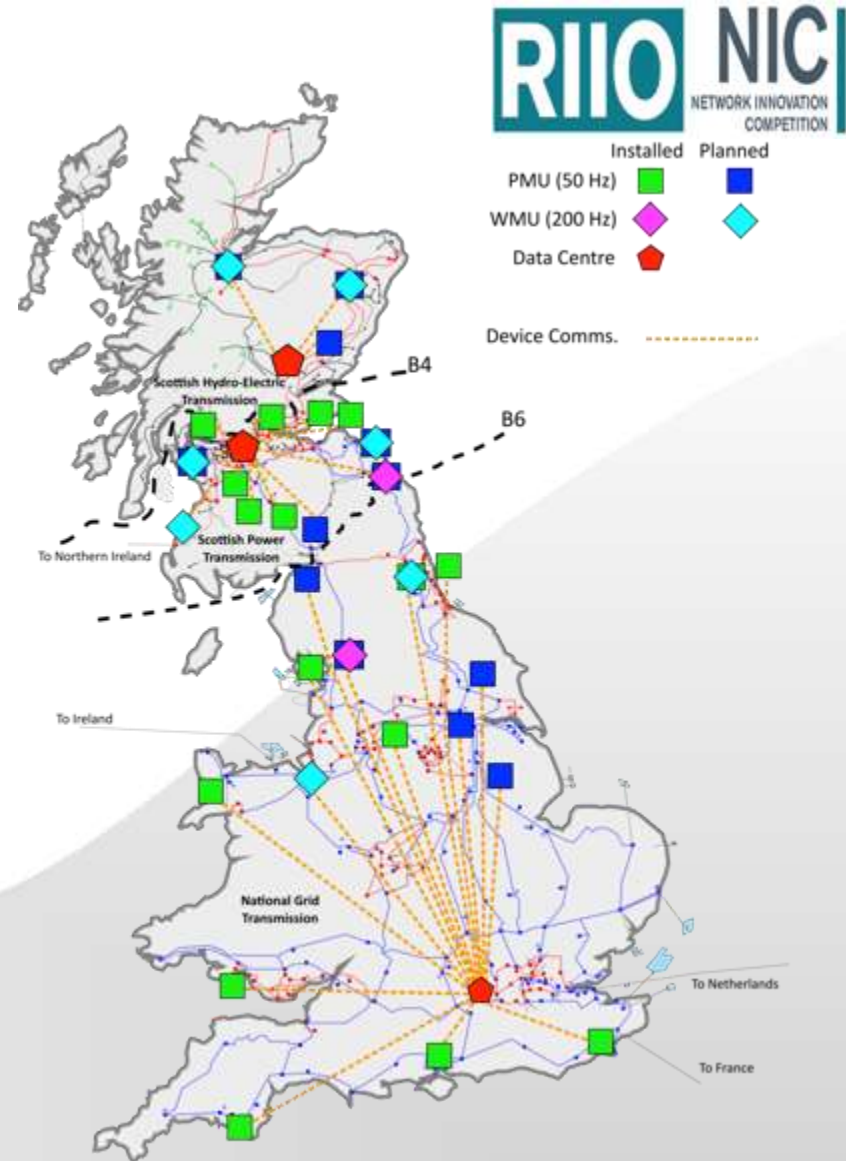 RIIO
NIC
NETWORK INNOVATION
COMPETITION
Installed Planned
PMU (50 Hz)
WMU (200 Hz)
Data Centre
Device Comms.
B4
Scottish Hydro-Electric
Transmission
B6
To Northern Ireland
Scottish Power
Transmission
To Ireland
National Grid
Transmission
To Netherlands
To France